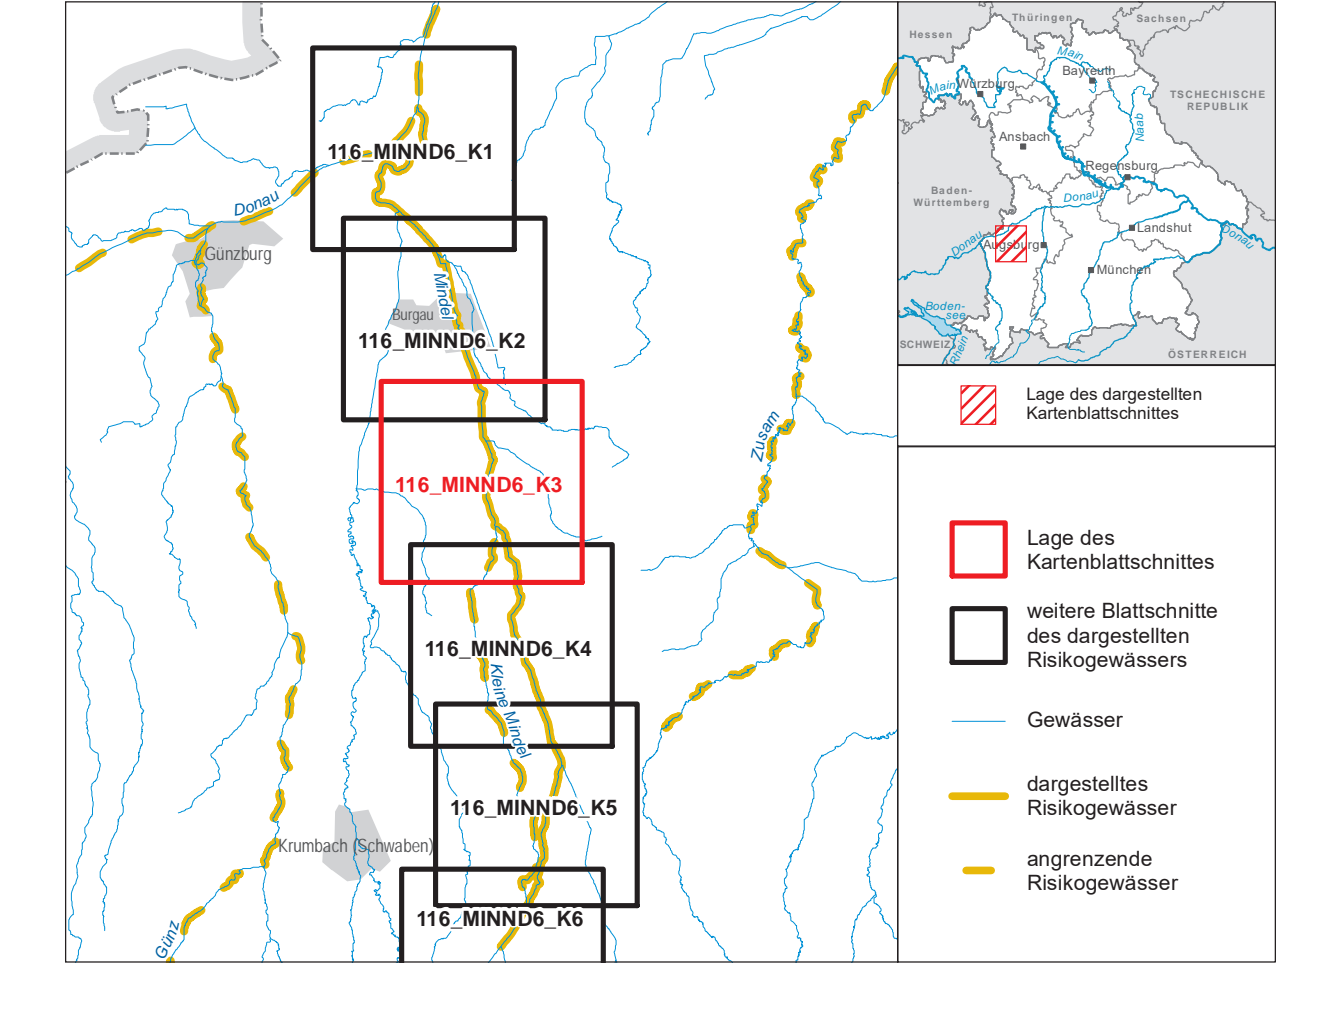 116_MINND6_K1
Donau
Günzburg
Mindel
Burgau
116_MINND6_K2
Zusam
116_MINND6_K3
116_MINND6_K4
Kleine Mindel
116_MINND6_K5
Krumbach (Schwaben)
116_MINND6_K6
Günz
Thüringen
Sachsen
Hessen
Main
Bayreuth
Main
Würzburg
TSCHECHISCHE
REPUBLIK
Naab
Ansbach
Regensburg
Baden-
Württemberg
Donau
Landshut
Donau
Augsburg
Donau
München
Boden-
see
SCHWEIZ
Rhein
ÖSTERREICH
Lage des dargestellten
Kartenblattschnittes
Lage des
Kartenblattschnittes
weitere Blattschnitte
des dargestellten
Risikogewässers
Gewässer
dargestelltes
Risikogewässer
angrenzende
Risikogewässer